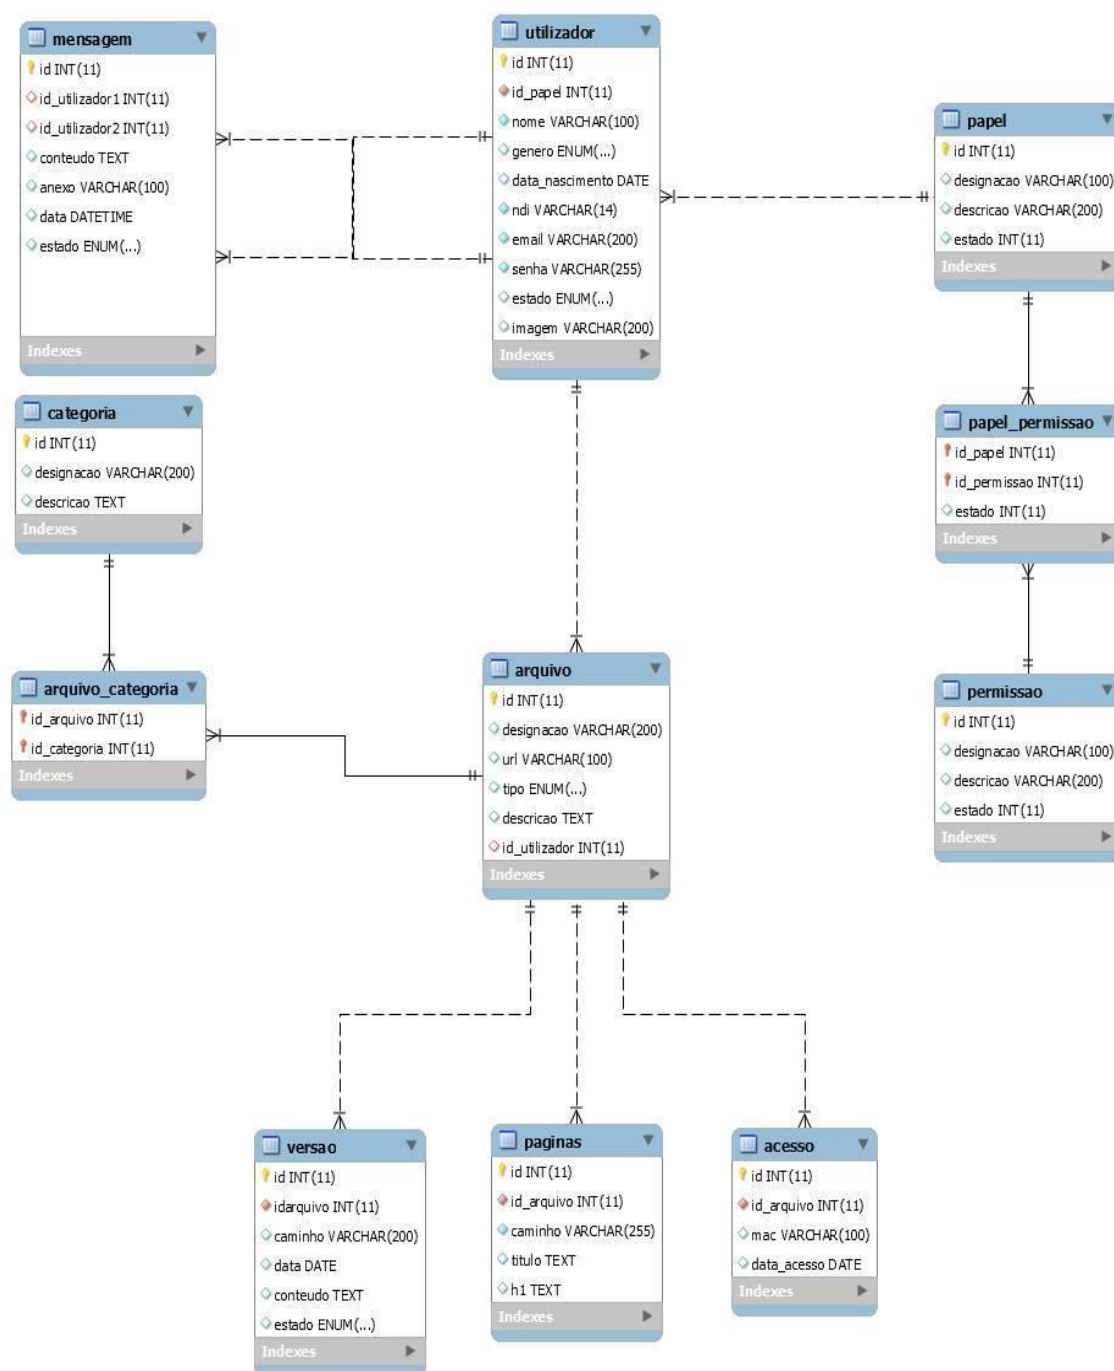 mensagem
id INT(11)
id_utilizador1 INT(11)
id_utilizador2 INT(11)
conteudo TEXT
anexo VARCHAR(100)
data DATETIME
estado ENUM(...)
Indexes
utilizador
id INT(11)
id_papel INT(11)
nome VARCHAR(100)
genero ENUM(...)
data_nascimento DATE
ndi VARCHAR(14)
email VARCHAR(200)
senha VARCHAR(255)
estado ENUM(...)
imagem VARCHAR(200)
Indexes
papel
id INT(11)
designacao VARCHAR(100)
descricao VARCHAR(200)
estado INT(11)
Indexes
categoria
id INT(11)
designacao VARCHAR(200)
descricao TEXT
Indexes
papel_permissao
id_papel INT(11)
id_permissao INT(11)
estado INT(11)
Indexes
arquivo_categoria
id_arquivo INT(11)
id_categoria INT(11)
Indexes
arquivo
id INT(11)
designacao VARCHAR(200)
url VARCHAR(100)
tipo ENUM(...)
descricao TEXT
id_utilizador INT(11)
Indexes
permissao
id INT(11)
designacao VARCHAR(100)
descricao VARCHAR(200)
estado INT(11)
Indexes
versao
id INT(11)
idarquivo INT(11)
caminho VARCHAR(200)
data DATE
conteudo TEXT
estado ENUM(...)
Indexes
paginas
id INT(11)
id_arquivo INT(11)
caminho VARCHAR(255)
titulo TEXT
h1 TEXT
Indexes
acesso
id INT(11)
id_arquivo INT(11)
mac VARCHAR(100)
data_acesso DATE
Indexes